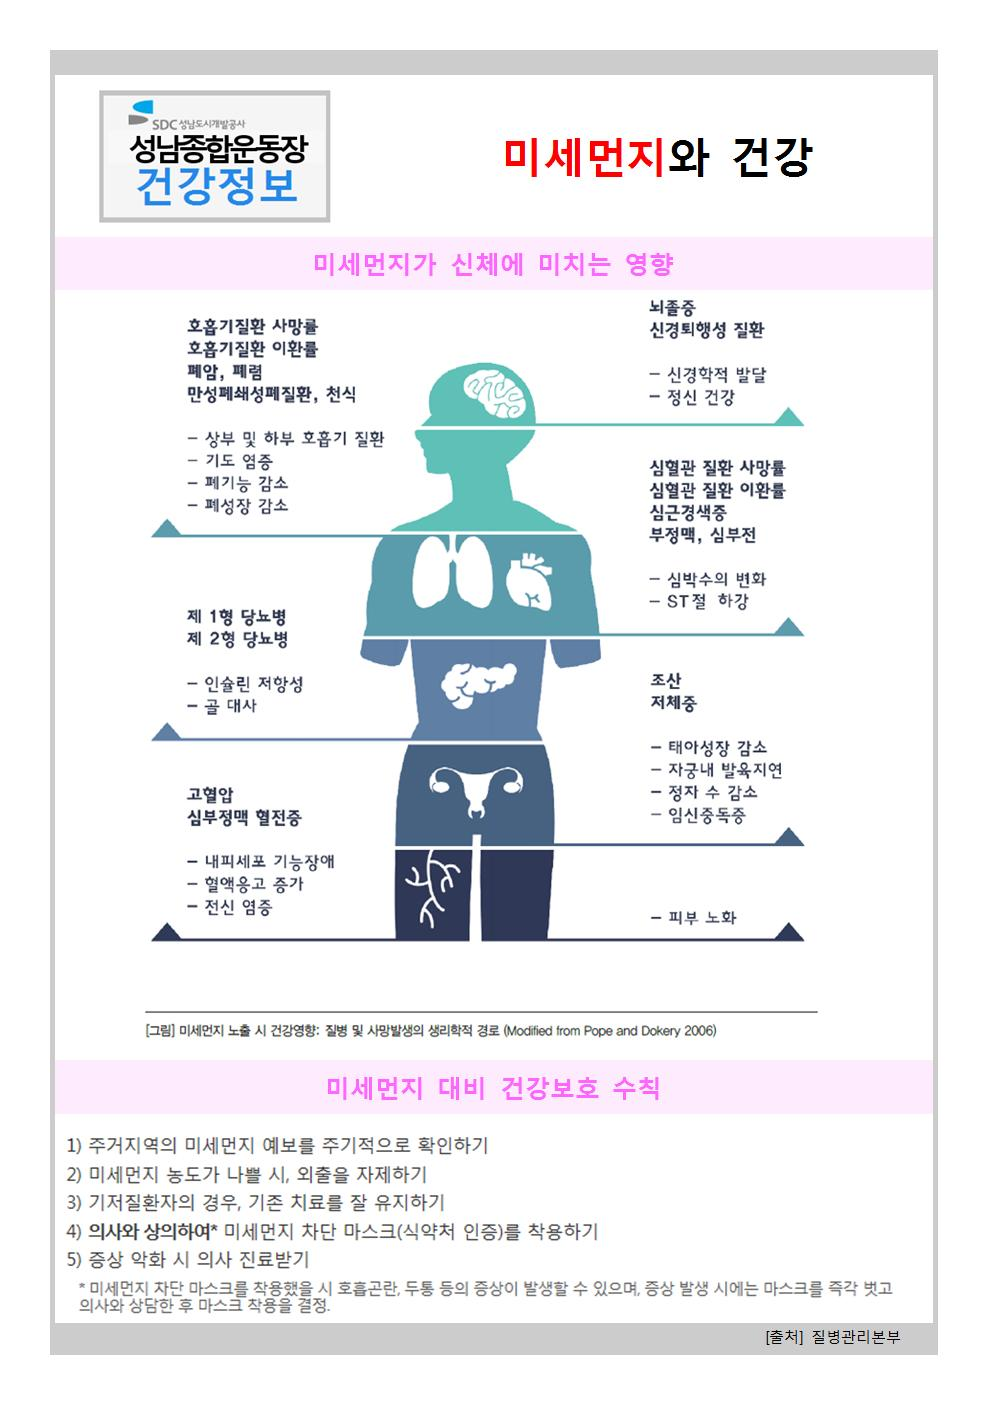 SDC 성남도시개발공사
성남종합운동장
건강정보
미세먼지와 건강
미세먼지가 신체에 미치는 영향
호흡기질환 사망률
호흡기질환 이환률
폐암, 폐렴
만성폐쇄성폐질환, 천식
- 상부 및 하부 호흡기 질환
- 기도 염증
- 폐기능 감소
- 폐성장 감소
뇌졸중
신경퇴행성 질환
- 신경학적 발달
- 정신 건강
심혈관 질환 사망률
심혈관 질환 이환률
심근경색증
부정맥, 심부전
- 심박수의 변화
- ST절 하강
제 1형 당뇨병
제 2형 당뇨병
- 인슐린 저항성
- 골 대사
조산
저체중
- 태아성장 감소
- 자궁내 발육지연
- 정자 수 감소
- 임신중독증
고혈압
심부정맥 혈전증
- 내피세포 기능장애
- 혈액응고 증가
- 전신 염증
- 피부 노화
[그림] 미세먼지 노출 시 건강영향: 질병 및 사망발생의 생리학적 경로 (Modified from Pope and Dokery 2006)
미세먼지 대비 건강보호 수칙
1) 주거지역의 미세먼지 예보를 주기적으로 확인하기
2) 미세먼지 농도가 나쁠 시, 외출을 자제하기
3) 기저질환자의 경우, 기존 치료를 잘 유지하기
4) 의사와 상의하여* 미세먼지 차단 마스크(식약처 인증)를 착용하기
5) 증상 악화 시 의사 진료받기
* 미세먼지 차단 마스크를 착용했을 시 호흡곤란, 두통 등의 증상이 발생할 수 있으며, 증상 발생 시에는 마스크를 즉각 벗고
의사와 상담한 후 마스크 착용을 결정.
[출처] 질병관리본부